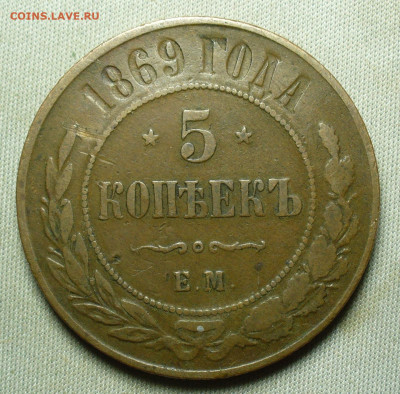 COINS.LAVE.RU
1869 ГОДА
5
КОПѢЕКЪ
Е.М.